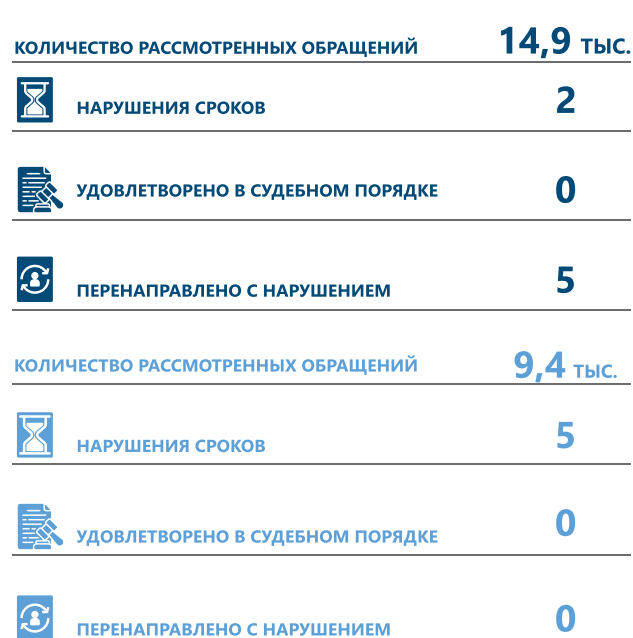 КОЛИЧЕСТВО РАССМОТРЕННЫХ ОБРАЩЕНИЙ 14,9 ТЫС.
НАРУШЕНИЯ СРОКОВ 2
УДОВЛЕТВОРЕНО В СУДЕБНОМ ПОРЯДКЕ 0
ПЕРЕНАПРАВЛЕНО С НАРУШЕНИЕМ 5
КОЛИЧЕСТВО РАССМОТРЕННЫХ ОБРАЩЕНИЙ 9,4 ТЫС.
НАРУШЕНИЯ СРОКОВ 5
УДОВЛЕТВОРЕНО В СУДЕБНОМ ПОРЯДКЕ 0
ПЕРЕНАПРАВЛЕНО С НАРУШЕНИЕМ 0